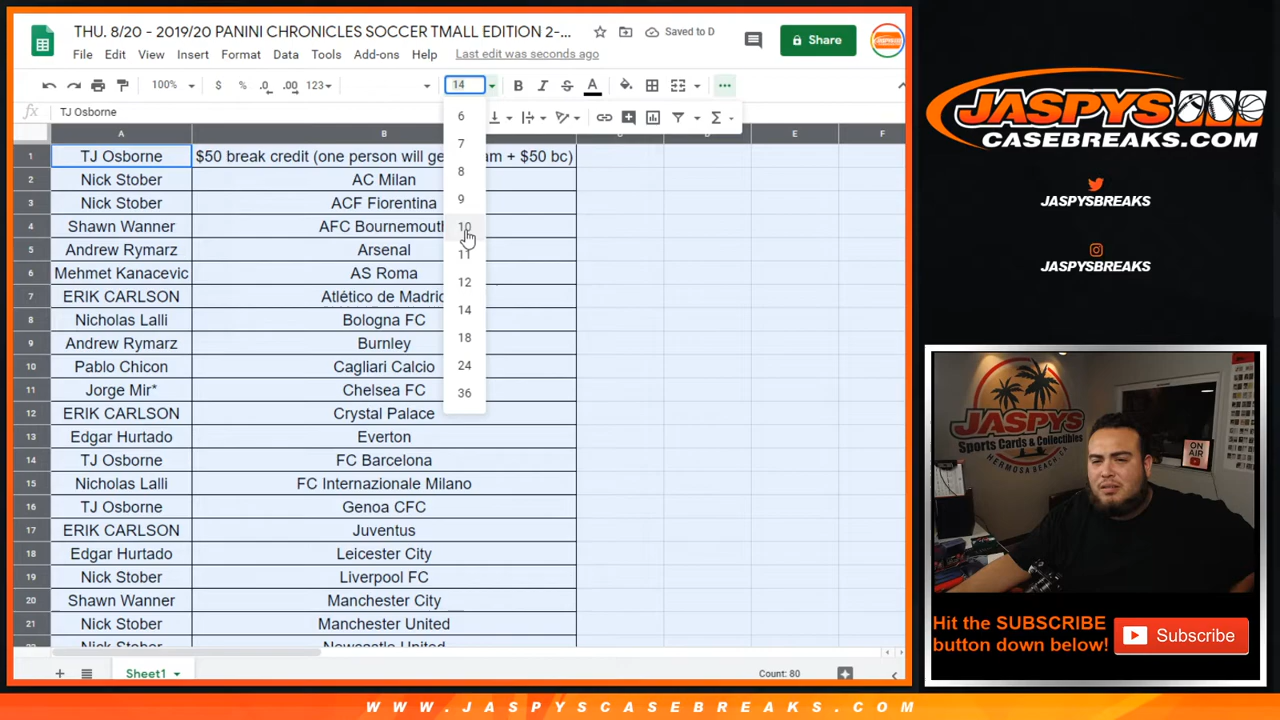 THU. 8/20 - 2019/20 PANINI CHRONICLES SOCCER TMALL EDITION 2-...
Saved to D
File Edit View Insert Format Data Tools Add-ons Help Last edit was seconds ago
Share
100% $ % .0 .00 123 14 B I S A
fx TJ Osborne
A B C D E F
1 TJ Osborne $50 break credit (one person will ge am + $50 bc)
2 Nick Stober AC Milan
3 Nick Stober ACF Fiorentina
4 Shawn Wanner AFC Bournemouth
5 Andrew Rymarz Arsenal
6 Mehmet Kanacevic AS Roma
7 ERIK CARLSON Atlético de Madrid
8 Nicholas Lalli Bologna FC
9 Andrew Rymarz Burnley
10 Pablo Chicon Cagliari Calcio
11 Jorge Mir* Chelsea FC
12 ERIK CARLSON Crystal Palace
13 Edgar Hurtado Everton
14 TJ Osborne FC Barcelona
15 Nicholas Lalli FC Internazionale Milano
16 TJ Osborne Genoa CFC
17 ERIK CARLSON Juventus
18 Edgar Hurtado Leicester City
19 Nick Stober Liverpool FC
20 Shawn Wanner Manchester City
21 Nick Stober Manchester United
22 Nick Stober Newcastle United
6
7
8
9
10
11
12
14
18
24
36
Sheet1
Count: 80
JASPYS
CASEBREAKS.COM
JASPYSBREAKS
JASPYSBREAKS
JASPYS
Sports Cards & Collectibles
HERMOSA BEACH, CA
ON
AIR
Hit the SUBSCRIBE
button down below!
Subscribe
WWW.JASPYSCASEBREAKS.COM